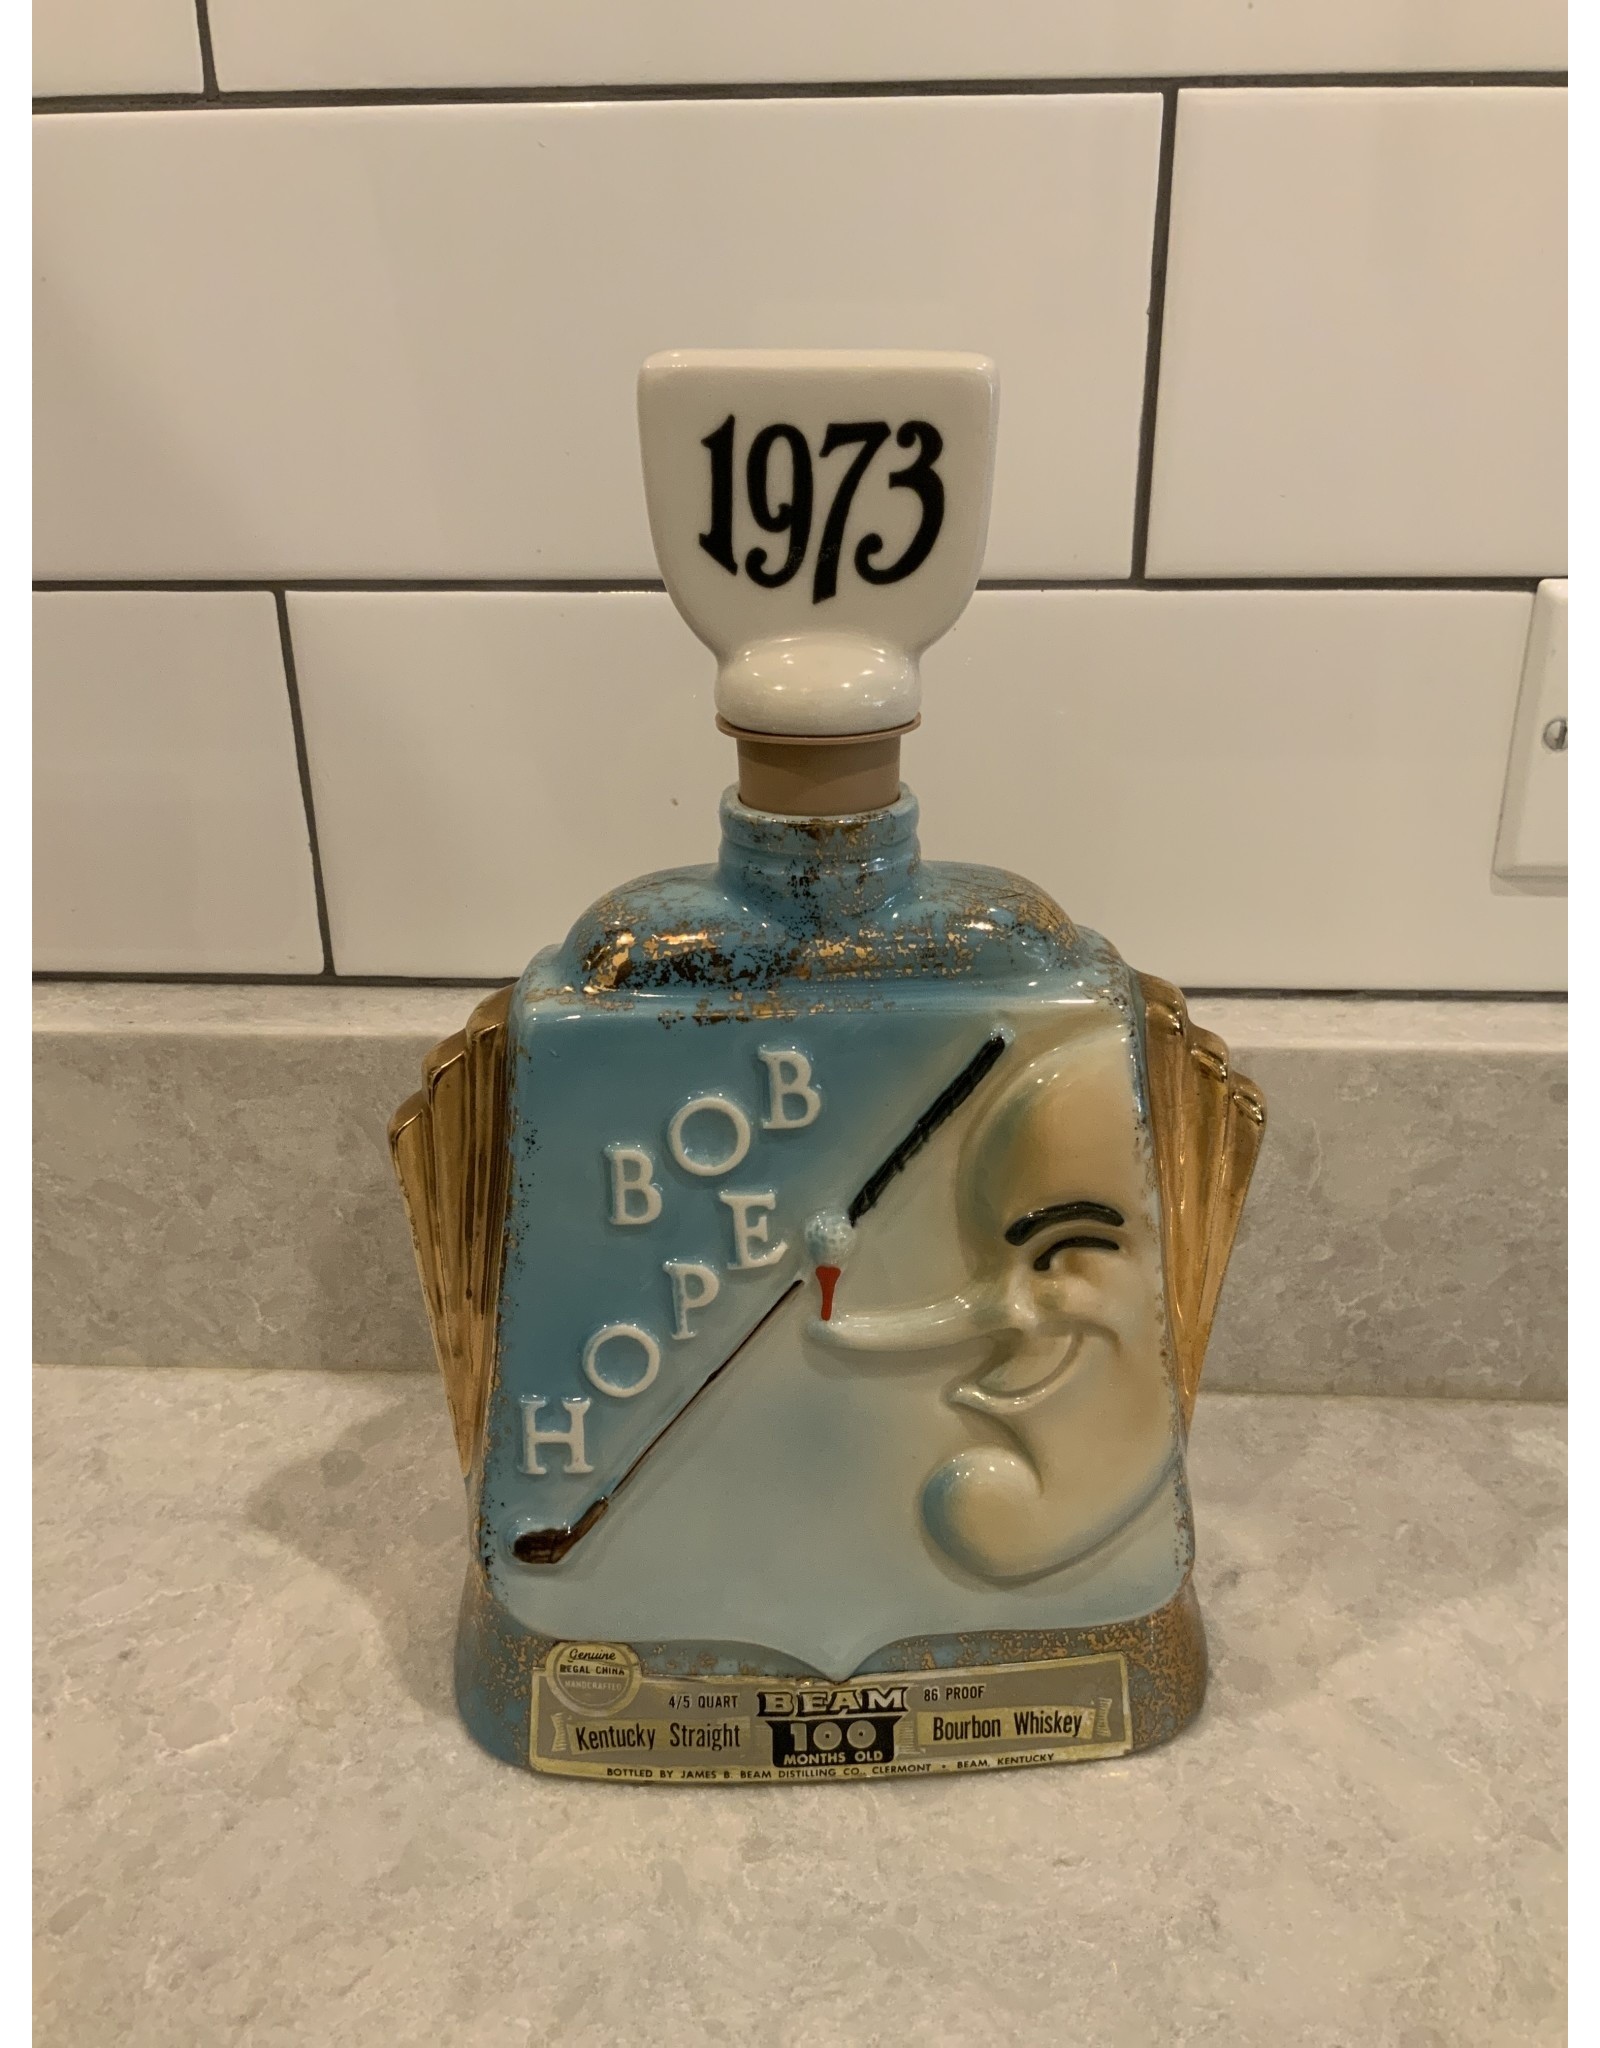 1973
BOB
HOPE
Genuine
REGAL CHINA
HANDCRAFTED
4/5 QUART BEAM 86 PROOF
Kentucky Straight 100 Bourbon Whiskey
MONTHS OLD
BOTTLED BY JAMES B. BEAM DISTILLING CO., CLERMONT • BEAM, KENTUCKY